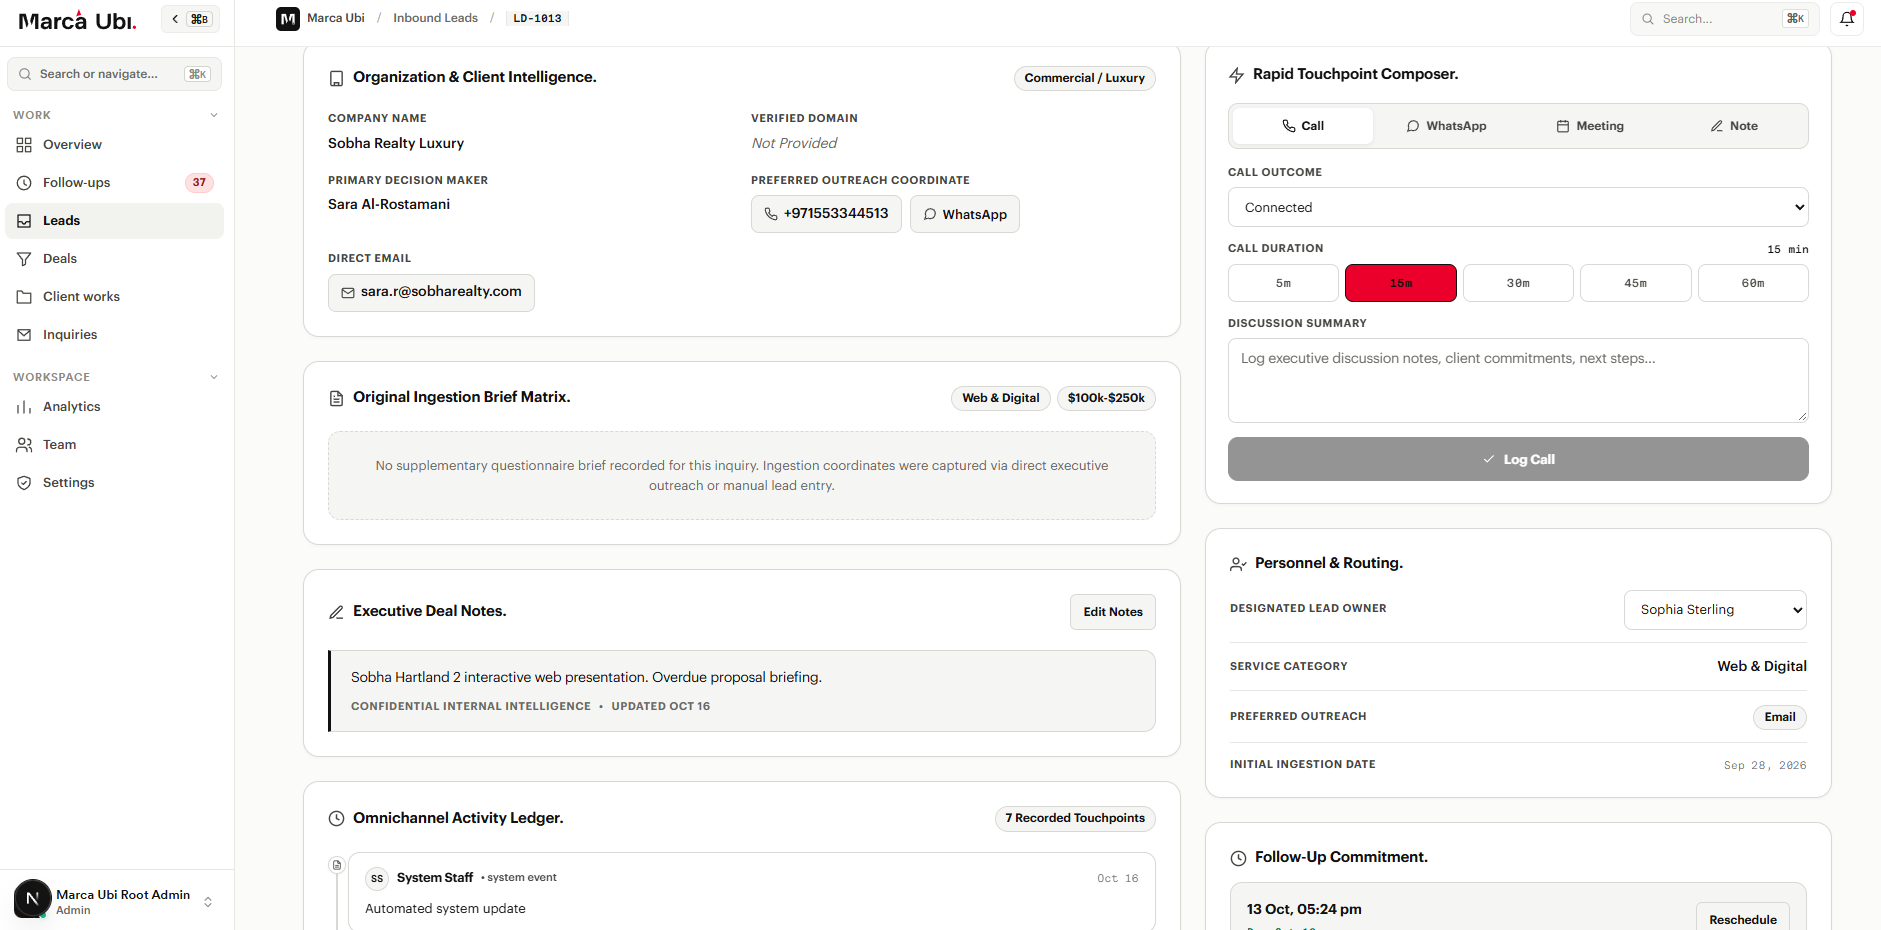 Marca Ubi.
⌘B
Search or navigate...
⌘K
WORK
Overview
Follow-ups
37
Leads
Deals
Client works
Inquiries
WORKSPACE
Analytics
Team
Settings
N
Marca Ubi Root Admin
Admin
M
Marca Ubi / Inbound Leads / LD-1013
Search...
⌘K
Organization & Client Intelligence.
Commercial / Luxury
COMPANY NAME
Sobha Realty Luxury
VERIFIED DOMAIN
Not Provided
PRIMARY DECISION MAKER
Sara Al-Rostamani
PREFERRED OUTREACH COORDINATE
+971553344513
WhatsApp
DIRECT EMAIL
sara.r@sobharealty.com
Original Ingestion Brief Matrix.
Web & Digital
$100k-$250k
No supplementary questionnaire brief recorded for this inquiry. Ingestion coordinates were captured via direct executive
outreach or manual lead entry.
Executive Deal Notes.
Edit Notes
Sobha Hartland 2 interactive web presentation. Overdue proposal briefing.
CONFIDENTIAL INTERNAL INTELLIGENCE • UPDATED OCT 16
Omnichannel Activity Ledger.
7 Recorded Touchpoints
SS
System Staff • system event
Oct 16
Automated system update
Rapid Touchpoint Composer.
Call
WhatsApp
Meeting
Note
CALL OUTCOME
Connected
CALL DURATION
15 min
5m
15m
30m
45m
60m
DISCUSSION SUMMARY
Log executive discussion notes, client commitments, next steps...
Log Call
Personnel & Routing.
DESIGNATED LEAD OWNER
Sophia Sterling
SERVICE CATEGORY
Web & Digital
PREFERRED OUTREACH
Email
INITIAL INGESTION DATE
Sep 28, 2026
Follow-Up Commitment.
13 Oct, 05:24 pm
Reschedule